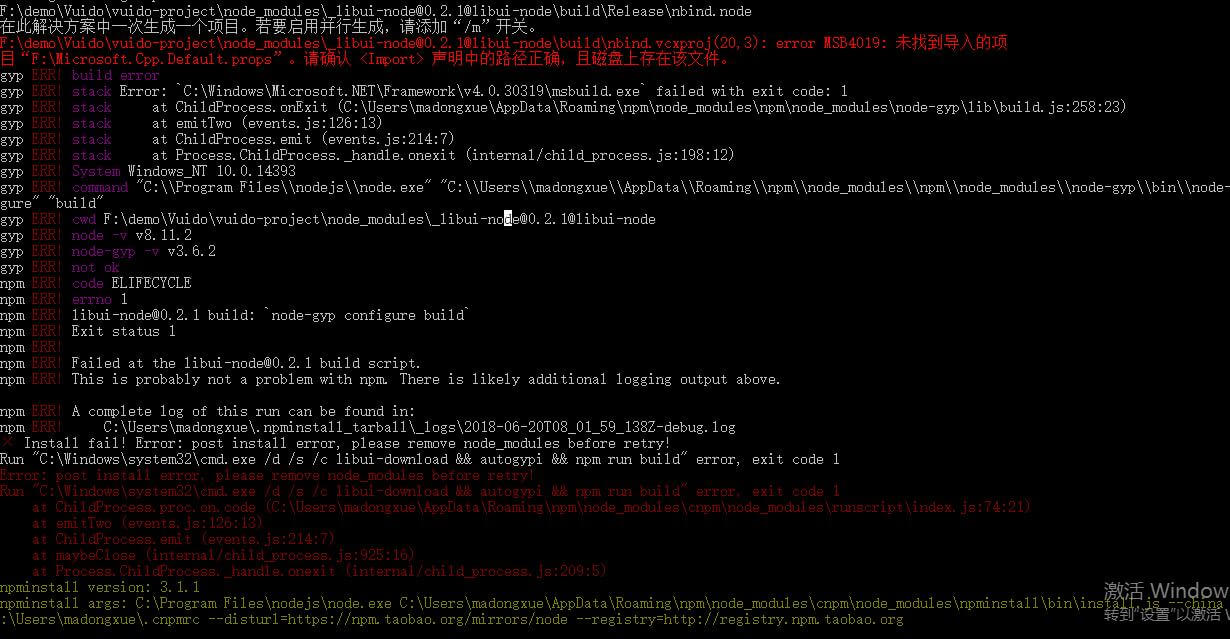 F:\demo\Vuido\vuido-project\node_modules\_libui-node@0.2.1@libui-node\build\Release\nbind.node
在此解决方案中一次生成一个项目。若要启用并行生成，请添加“/m”开关。
F:\demo\Vuido\vuido-project\node_modules\_libui-node@0.2.1@libui-node\build\nbind.vcxproj(20,3): error MSB4019: 未找到导入的项
目“F:\Microsoft.Cpp.Default.props”。请确认 <Import> 声明中的路径正确，且磁盘上存在该文件。
gyp ERR! build error
gyp ERR! stack Error: `C:\Windows\Microsoft.NET\Framework\v4.0.30319\msbuild.exe` failed with exit code: 1
gyp ERR! stack     at ChildProcess.onExit (C:\Users\madongxue\AppData\Roaming\npm\node_modules\npm\node_modules\node-gyp\lib\build.js:258:23)
gyp ERR! stack     at emitTwo (events.js:126:13)
gyp ERR! stack     at ChildProcess.emit (events.js:214:7)
gyp ERR! stack     at Process.ChildProcess._handle.onexit (internal/child_process.js:198:12)
gyp ERR! System Windows_NT 10.0.14393
gyp ERR! command "C:\\Program Files\\nodejs\\node.exe" "C:\\Users\\madongxue\\AppData\\Roaming\\npm\\node_modules\\npm\\node_modules\\node-gyp\\bin\\node-
gure" "build"
gyp ERR! cwd F:\demo\Vuido\vuido-project\node_modules\_libui-node@0.2.1@libui-node
gyp ERR! node -v v8.11.2
gyp ERR! node-gyp -v v3.6.2
gyp ERR! not ok
npm ERR! code ELIFECYCLE
npm ERR! errno 1
npm ERR! libui-node@0.2.1 build: `node-gyp configure build`
npm ERR! Exit status 1
npm ERR!
npm ERR! Failed at the libui-node@0.2.1 build script.
npm ERR! This is probably not a problem with npm. There is likely additional logging output above.
npm ERR! A complete log of this run can be found in:
npm ERR!     C:\Users\madongxue\.npminstall_tarball\_logs\2018-06-20T08_01_59_138Z-debug.log
× Install fail! Error: post install error, please remove node_modules before retry!
Run "C:\Windows\system32\cmd.exe /d /s /c libui-download && autogypi && npm run build" error, exit code 1
Error: post install error, please remove node_modules before retry!
Run "C:\Windows\system32\cmd.exe /d /s /c libui-download && autogypi && npm run build" error, exit code 1
    at ChildProcess.proc.on.code (C:\Users\madongxue\AppData\Roaming\npm\node_modules\cnpm\node_modules\runscript\index.js:74:21)
    at emitTwo (events.js:126:13)
    at ChildProcess.emit (events.js:214:7)
    at maybeClose (internal/child_process.js:925:16)
    at Process.ChildProcess._handle.onexit (internal/child_process.js:209:5)
npminstall version: 3.1.1
npminstall args: C:\Program Files\nodejs\node.exe C:\Users\madongxue\AppData\Roaming\npm\node_modules\cnpm\node_modules\npminstall\bin\install.js --china
:\Users\madongxue\.cnpmrc --disturl=https://npm.taobao.org/mirrors/node --registry=http://registry.npm.taobao.org
激活 Window
转到“设置”以激活